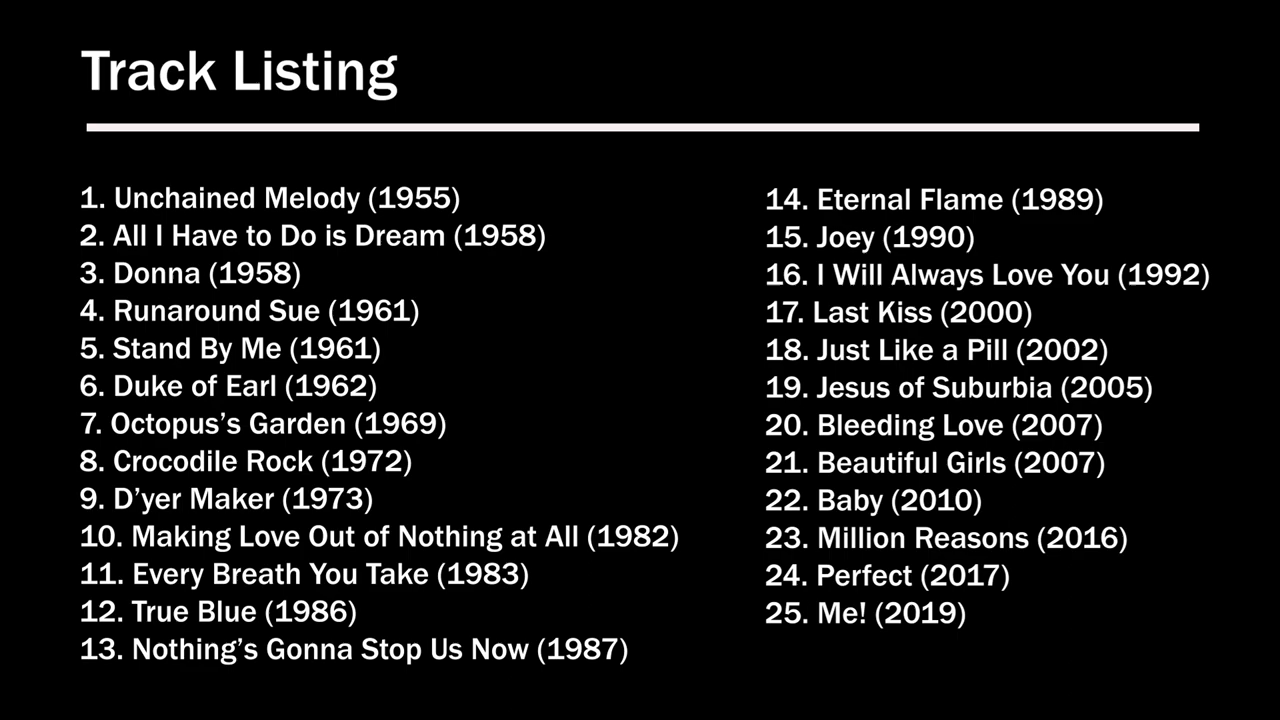 Track Listing
1. Unchained Melody (1955)
2. All I Have to Do is Dream (1958)
3. Donna (1958)
4. Runaround Sue (1961)
5. Stand By Me (1961)
6. Duke of Earl (1962)
7. Octopus’s Garden (1969)
8. Crocodile Rock (1972)
9. D’yer Maker (1973)
10. Making Love Out of Nothing at All (1982)
11. Every Breath You Take (1983)
12. True Blue (1986)
13. Nothing’s Gonna Stop Us Now (1987)
14. Eternal Flame (1989)
15. Joey (1990)
16. I Will Always Love You (1992)
17. Last Kiss (2000)
18. Just Like a Pill (2002)
19. Jesus of Suburbia (2005)
20. Bleeding Love (2007)
21. Beautiful Girls (2007)
22. Baby (2010)
23. Million Reasons (2016)
24. Perfect (2017)
25. Me! (2019)